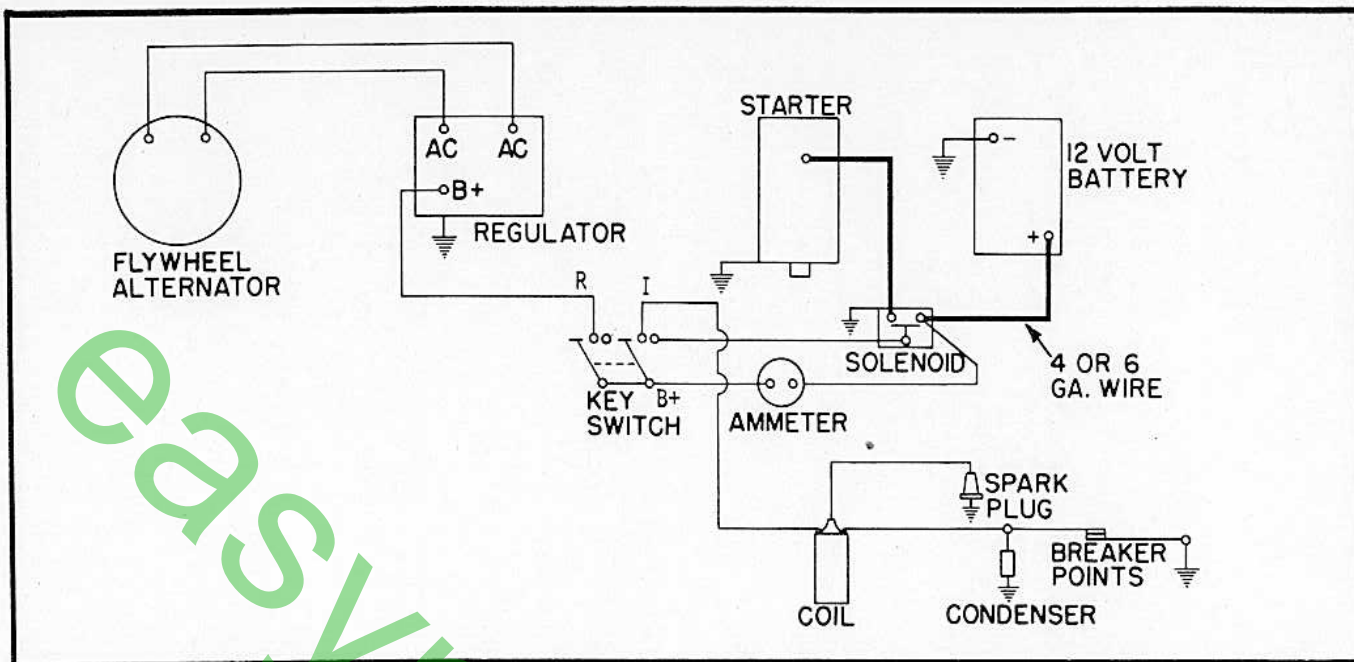 STARTER
12 VOLT
BATTERY
-
+
AC AC
B+
REGULATOR
FLYWHEEL
ALTERNATOR
R I
SOLENOID
4 OR 6
GA. WIRE
KEY
SWITCH
B+
AMMETER
SPARK
PLUG
BREAKER
POINTS
COIL
CONDENSER
easy